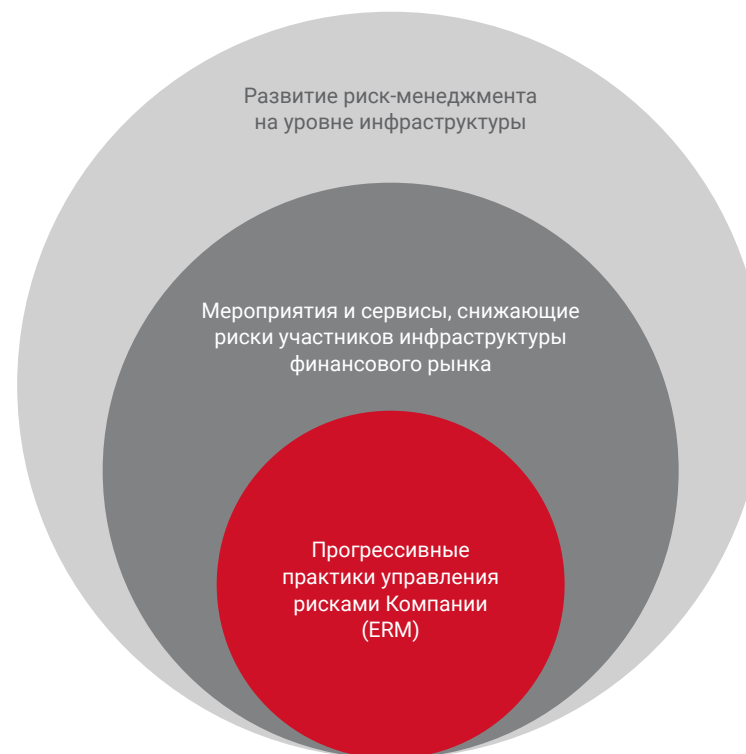 Развитие риск-менеджмента
на уровне инфраструктуры
Мероприятия и сервисы, снижающие
риски участников инфраструктуры
финансового рынка
Прогрессивные
практики управления
рисками Компании
(ERM)